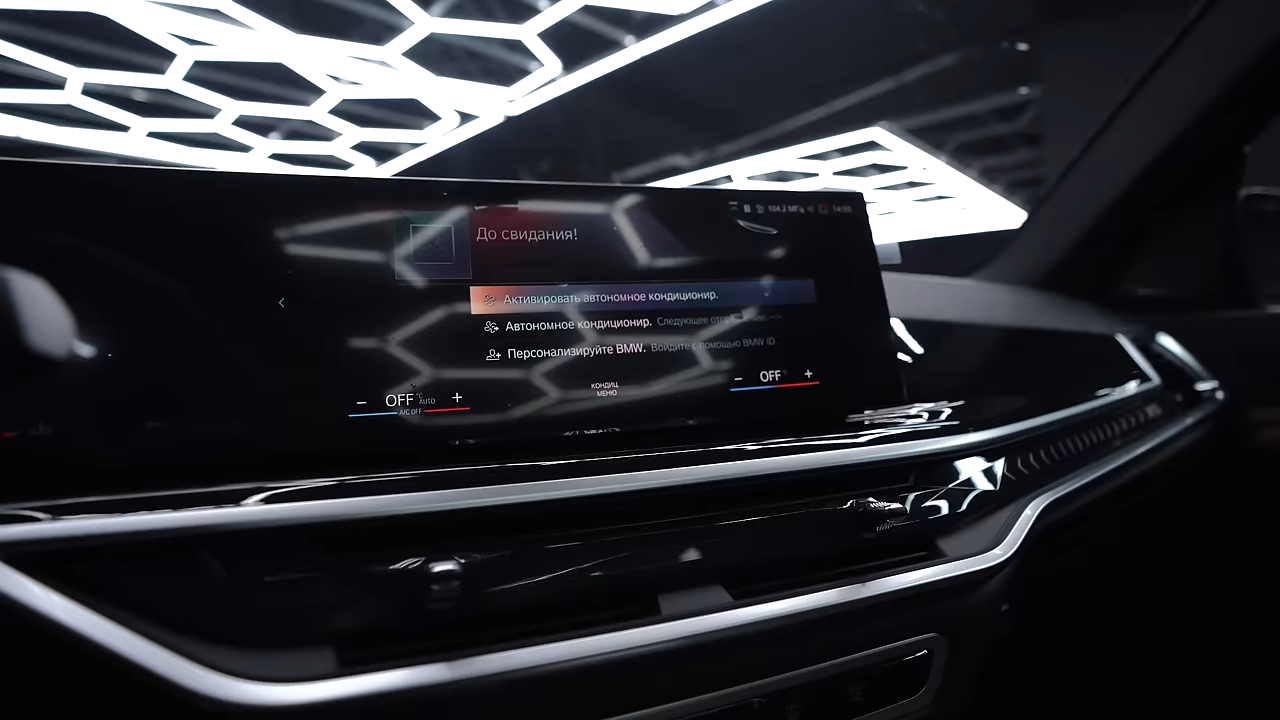 104.2 МГц
До свидания!
Активировать автономное кондиционир.
Автономное кондиционир. Следующее
Персонализируйте BMW. Войдите с помощью BMW ID.
− OFF °C AUTO +
A/C OFF
КОНДИЦ
МЕНЮ
− OFF +